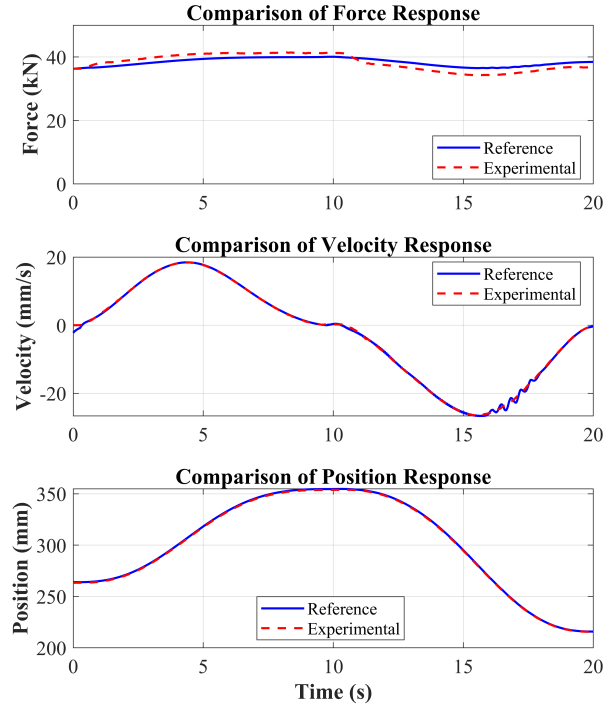 Comparison of Force Response
Force (kN)
40
20
0
Reference
Experimental
0
5
10
15
20
Comparison of Velocity Response
Velocity (mm/s)
20
0
-20
Reference
Experimental
0
5
10
15
20
Comparison of Position Response
Position (mm)
350
300
250
200
Reference
Experimental
0
5
10
15
20
Time (s)